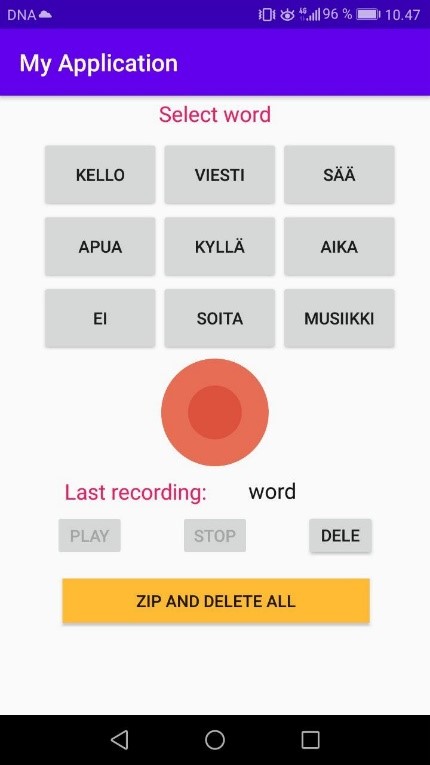 DNA 4G 96 % 10.47
My Application
Select word
KELLO VIESTI SÄÄ
APUA KYLLÄ AIKA
EI SOITA MUSIIKKI
Last recording: word
PLAY STOP DELE
ZIP AND DELETE ALL